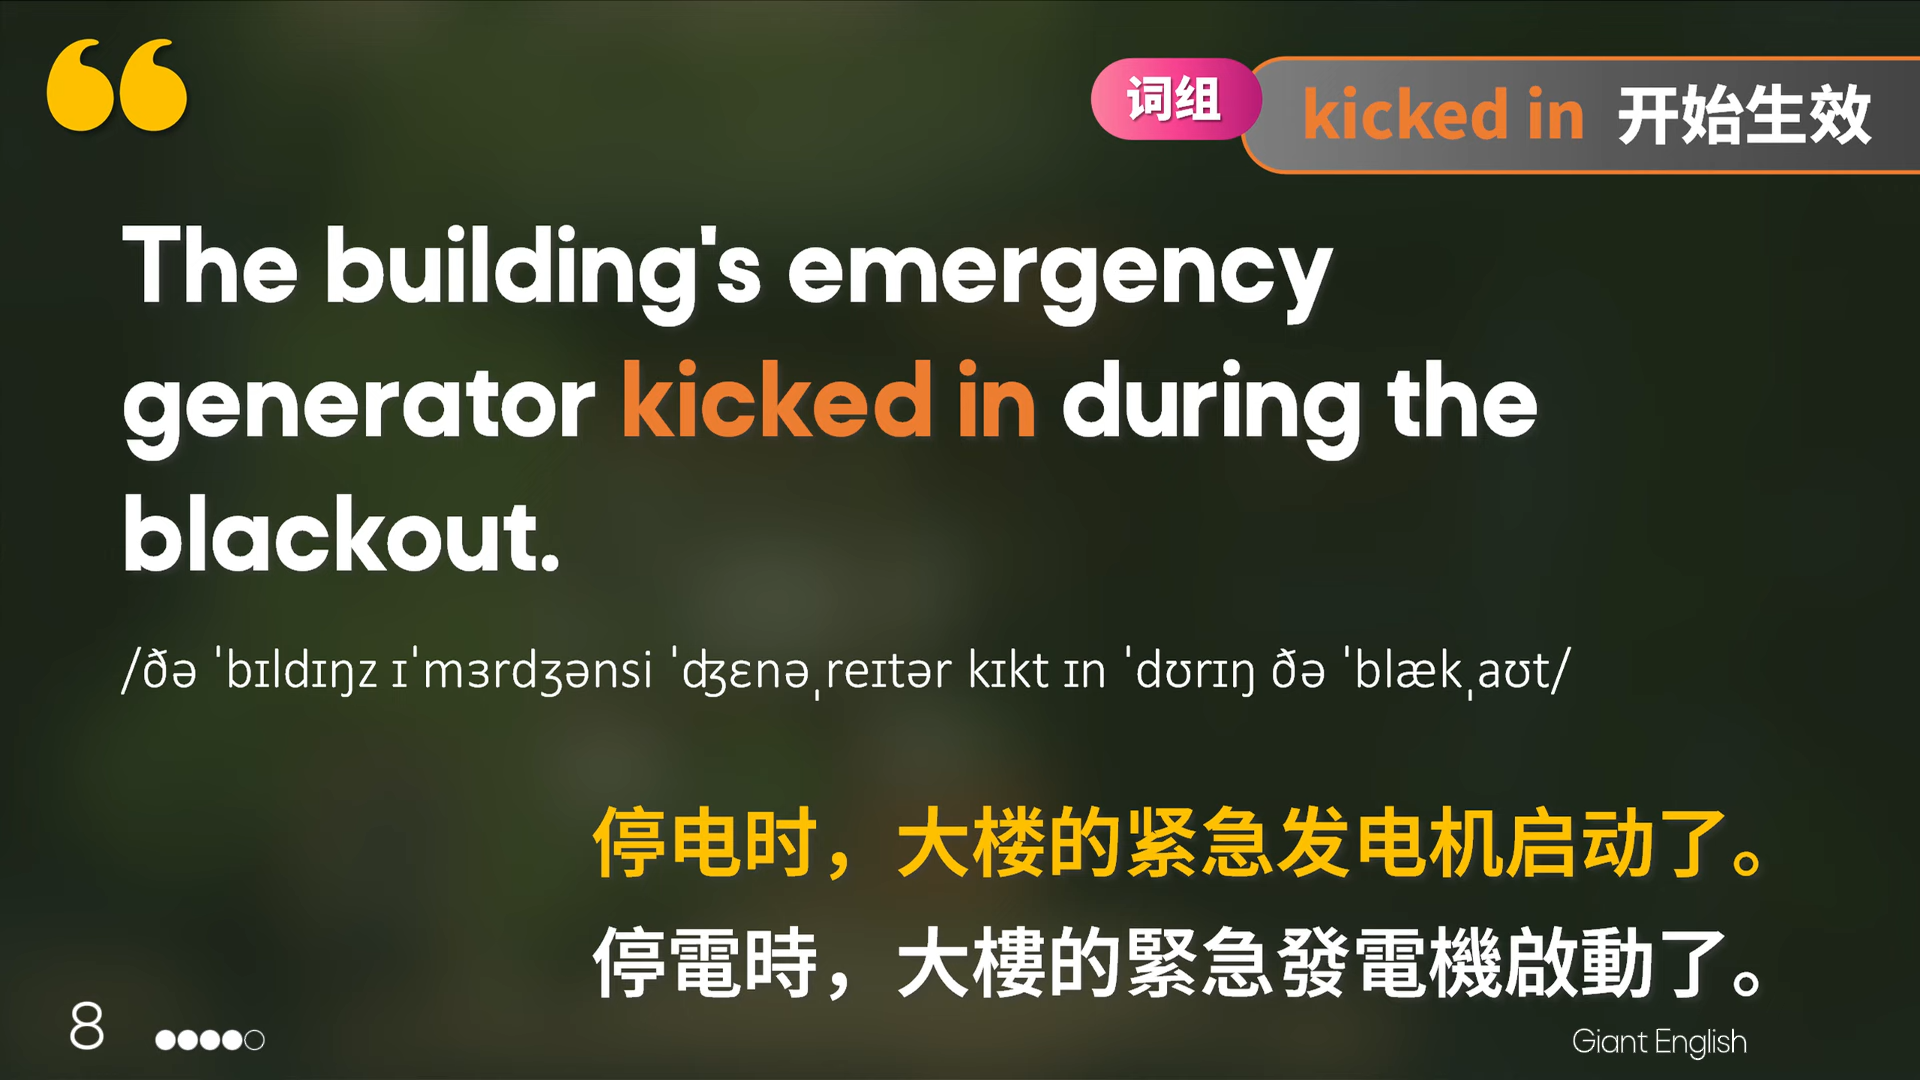 词组
kicked in 开始生效
The building's emergency
generator kicked in during the
blackout.
/ðə ˈbɪldɪŋz ɪˈmɜrdʒənsi ˈʤɛnəˌreɪtər kɪkt ɪn ˈdʊrɪŋ ðə ˈblækˌaʊt/
停电时，大楼的紧急发电机启动了。
停電時，大樓的緊急發電機啟動了。
8
Giant English